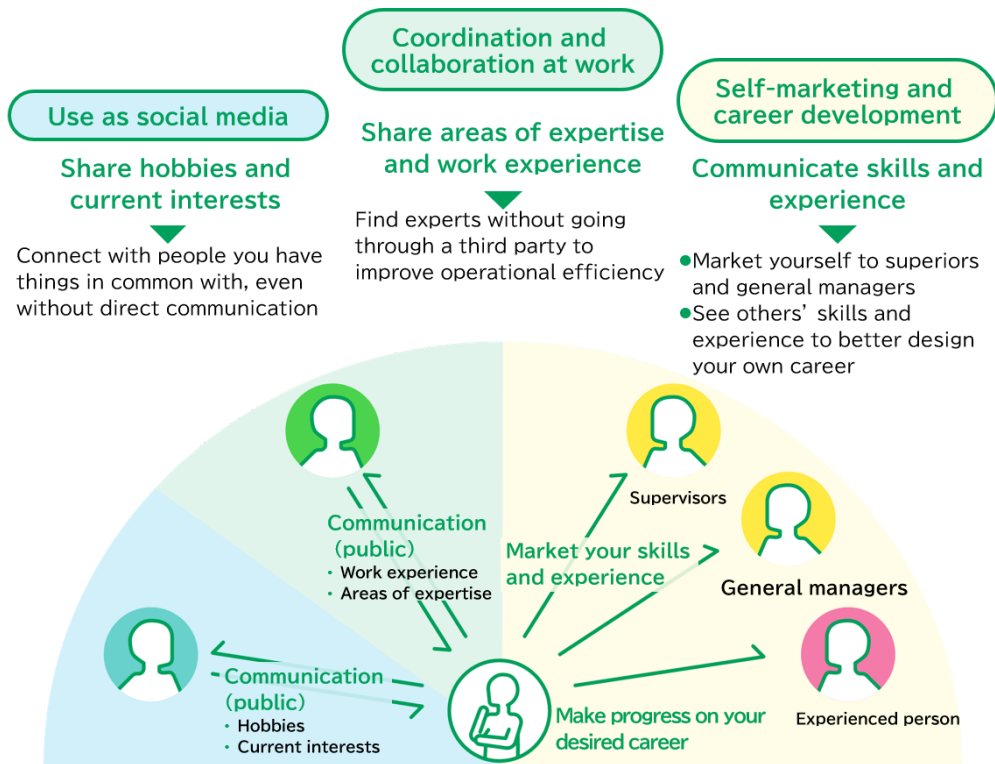 Use as social media
Share hobbies and
current interests
Connect with people you have
things in common with, even
without direct communication
Coordination and
collaboration at work
Share areas of expertise
and work experience
Find experts without going
through a third party to
improve operational efficiency
Self-marketing and
career development
Communicate skills and
experience
●Market yourself to superiors
and general managers
●See others’ skills and
experience to better design
your own career
Communication
(public)
・Hobbies
・Current interests
Communication
(public)
・Work experience
・Areas of expertise
Market your skills
and experience
Supervisors
General managers
Experienced person
Make progress on your
desired career